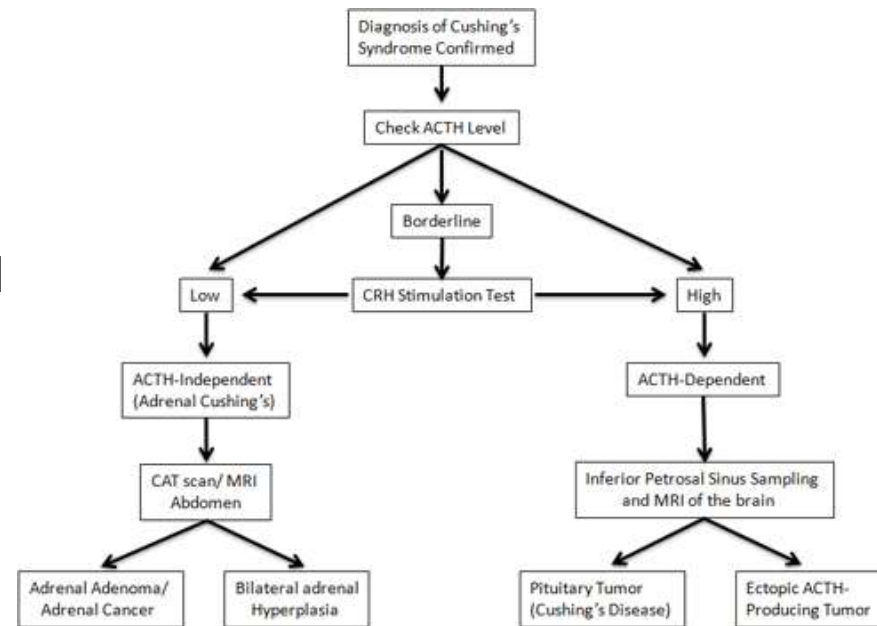 Diagnosis of Cushing's
Syndrome Confirmed
Check ACTH Level
Borderline
Low
CRH Stimulation Test
High
ACTH-Independent
(Adrenal Cushing's)
ACTH-Dependent
CAT scan/ MRI
Abdomen
Inferior Petrosal Sinus Sampling
and MRI of the brain
Adrenal Adenoma/
Adrenal Cancer
Bilateral adrenal
Hyperplasia
Pituitary Tumor
(Cushing's Disease)
Ectopic ACTH-
Producing Tumor